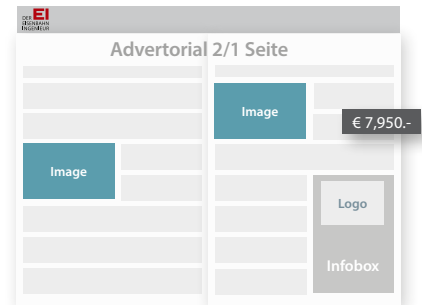 DER EI
EISENBAHN
INGENIEUR
Advertorial 2/1 Seite
Image
€ 7,950.-
Image
Logo
Infobox